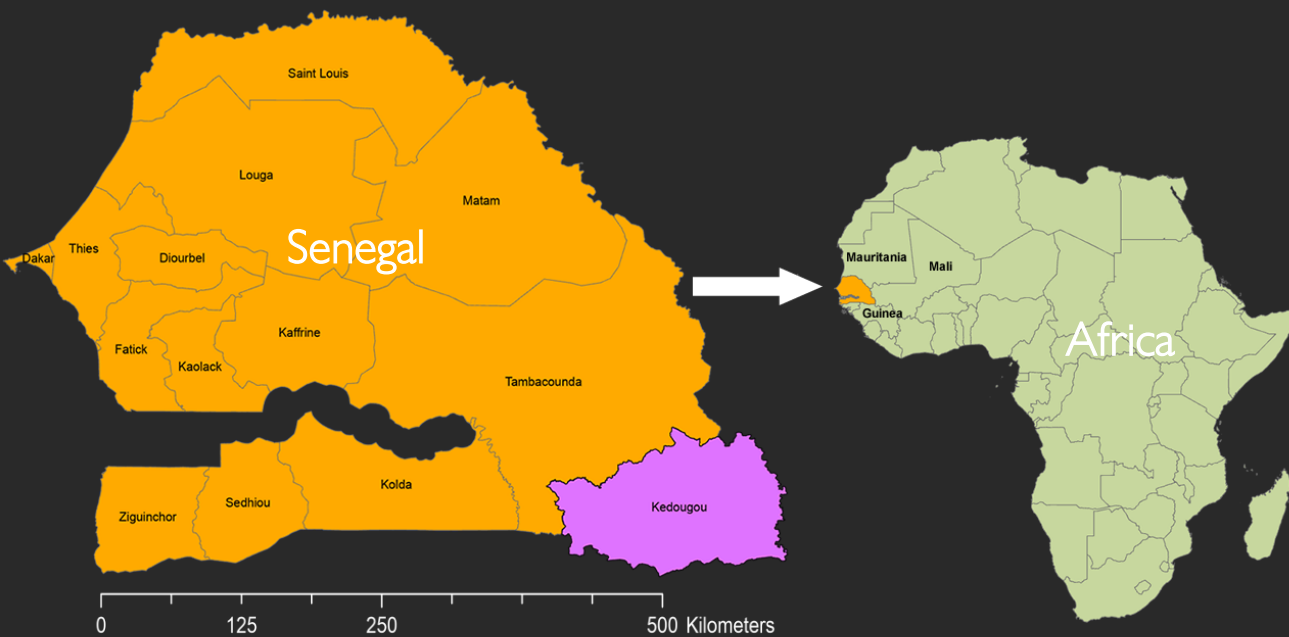 Saint Louis
Louga
Matam
Senegal
Thies
Dakar
Diourbel
Kaffrine
Fatick
Kaolack
Tambacounda
Kolda
Sedhiou
Ziguinchor
Kedougou
0 125 250 500 Kilometers
Mauritania
Mali
Guinea
Africa